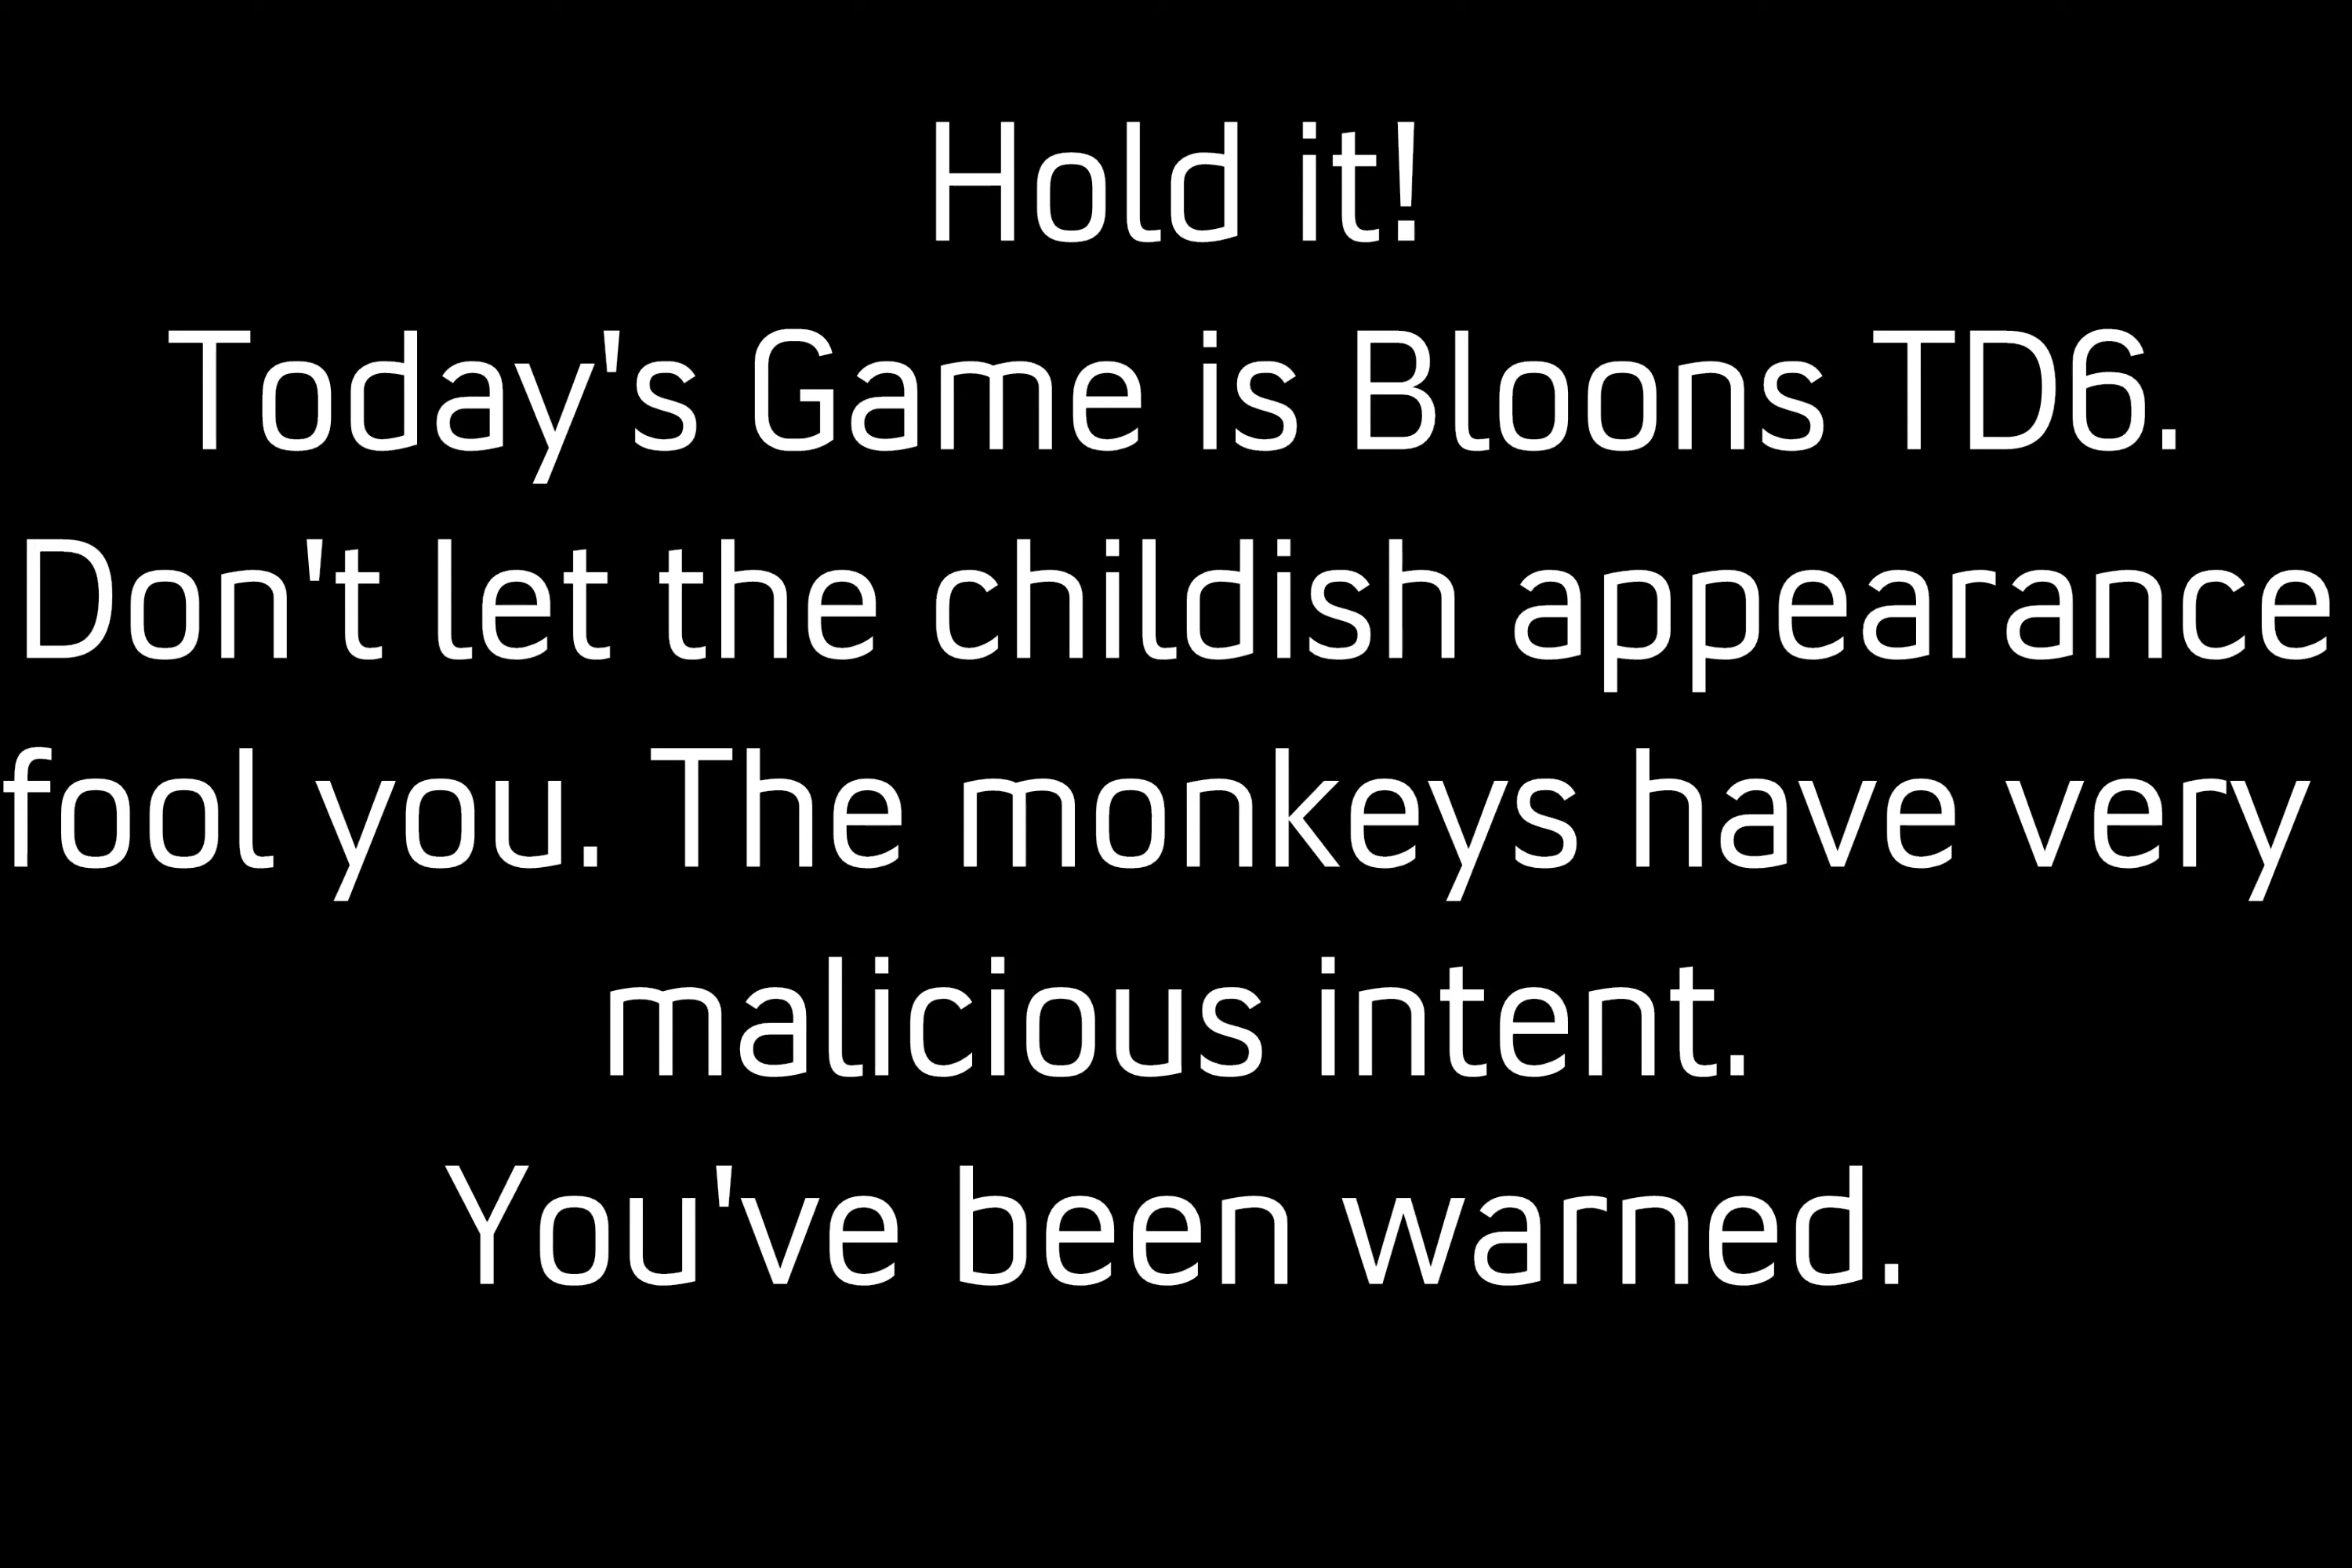 Hold it!
Today's Game is Bloons TD6.
Don't let the childish appearance
fool you. The monkeys have very
malicious intent.
You've been warned.